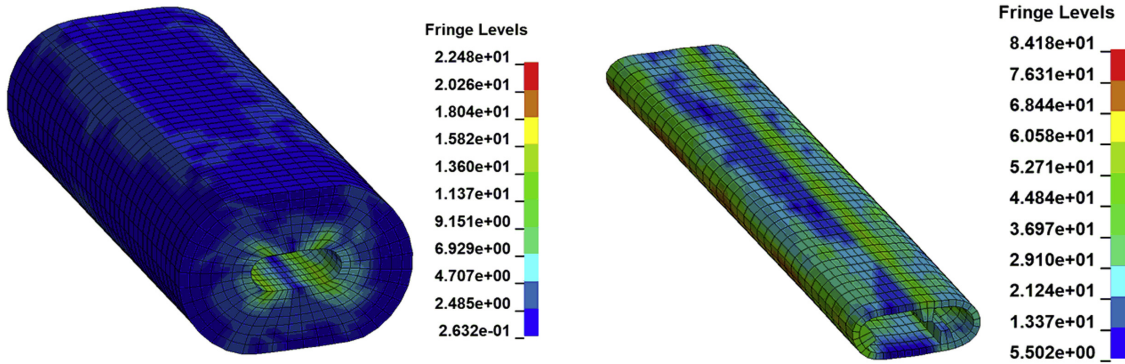 Fringe Levels
2.248e+01
2.026e+01
1.804e+01
1.582e+01
1.360e+01
1.137e+01
9.151e+00
6.929e+00
4.707e+00
2.485e+00
2.632e-01
Fringe Levels
8.418e+01
7.631e+01
6.844e+01
6.058e+01
5.271e+01
4.484e+01
3.697e+01
2.910e+01
2.124e+01
1.337e+01
5.502e+00